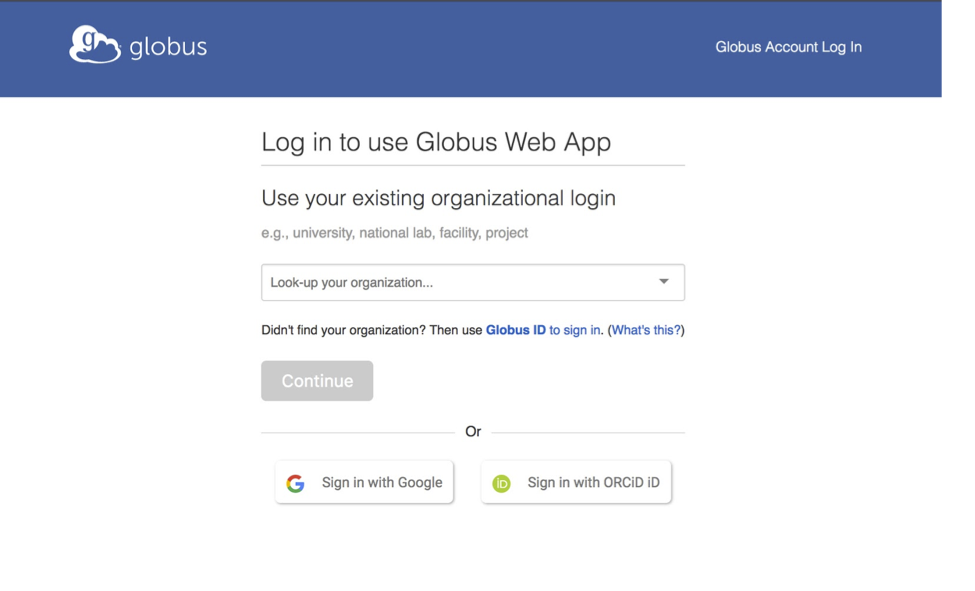 globus
Globus Account Log In
Log in to use Globus Web App
Use your existing organizational login
e.g., university, national lab, facility, project
Look-up your organization...
Didn't find your organization? Then use Globus ID to sign in. (What's this?)
Continue
Or
Sign in with Google
Sign in with ORCiD iD